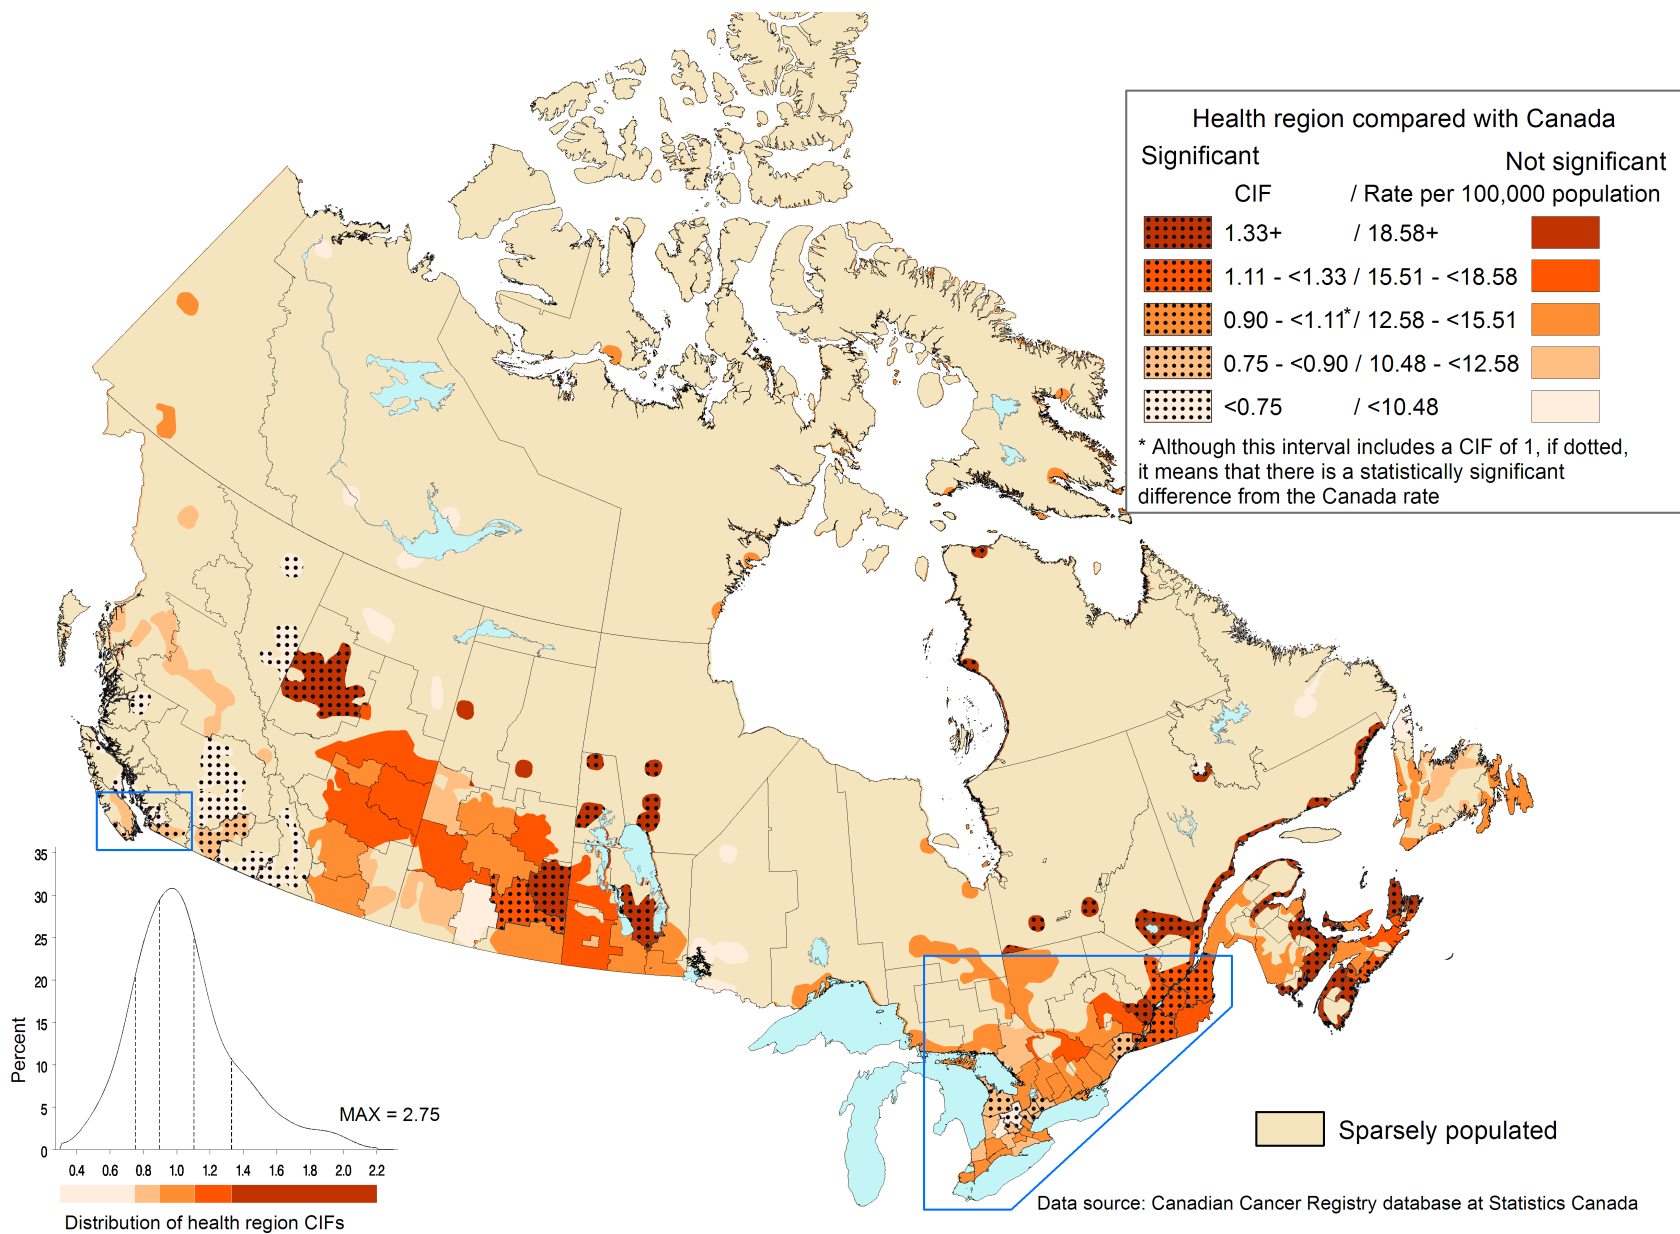 Health region compared with Canada
Significant
Not significant
CIF / Rate per 100,000 population
1.33+ / 18.58+
1.11 - <1.33 / 15.51 - <18.58
0.90 - <1.11* / 12.58 - <15.51
0.75 - <0.90 / 10.48 - <12.58
<0.75 / <10.48
* Although this interval includes a CIF of 1, if dotted,
it means that there is a statistically significant
difference from the Canada rate
35
30
25
20
15
10
5
0
Percent
MAX = 2.75
0.4 0.6 0.8 1.0 1.2 1.4 1.6 1.8 2.0 2.2
Distribution of health region CIFs
Sparsely populated
Data source: Canadian Cancer Registry database at Statistics Canada